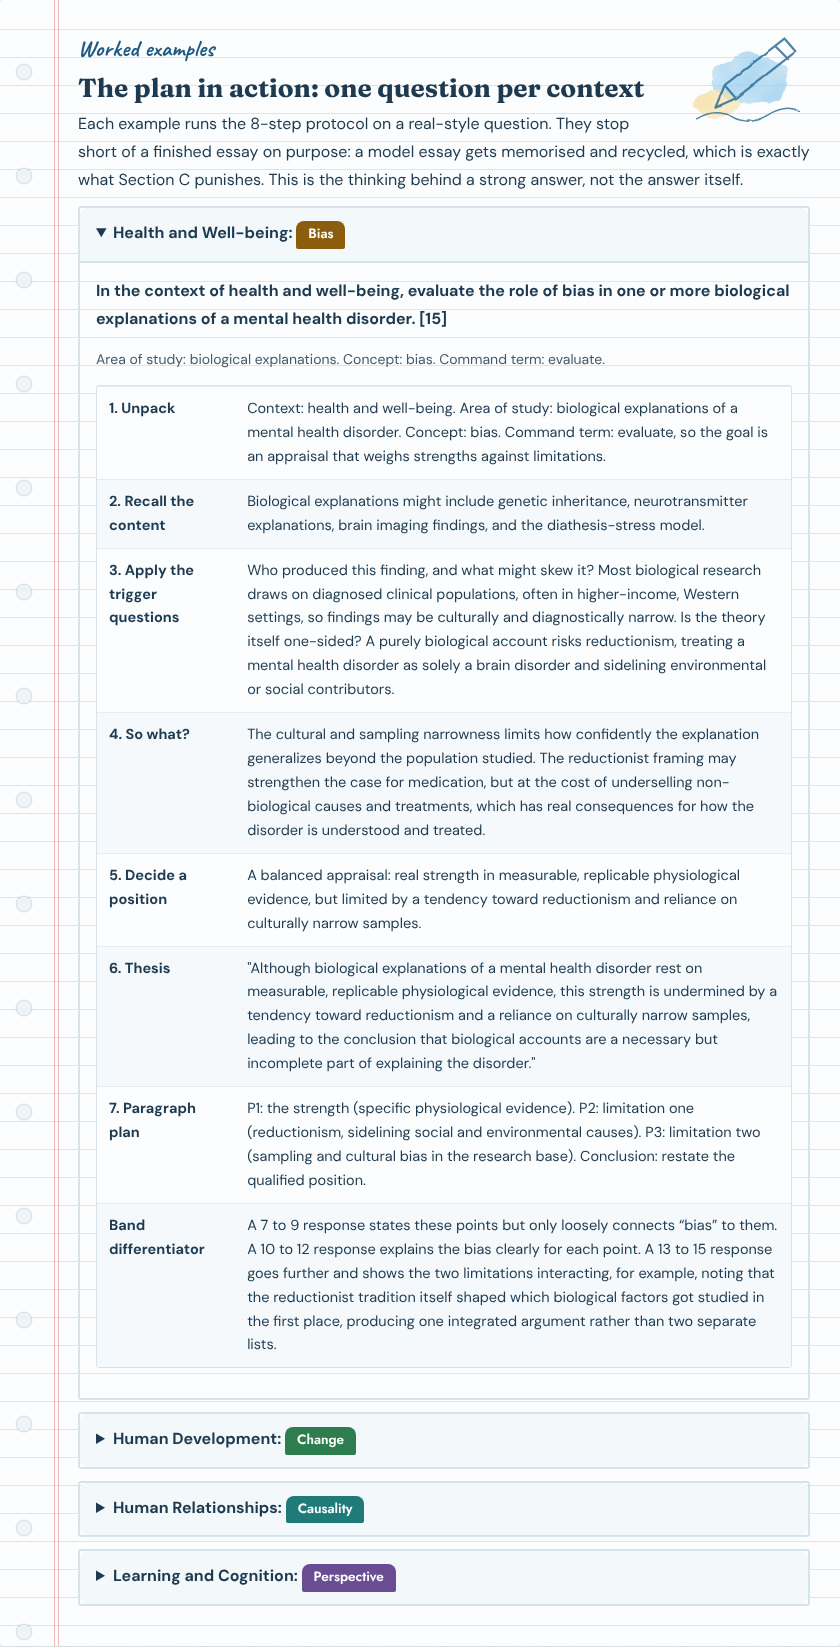 Worked examples
The plan in action: one question per context
Each example runs the 8-step protocol on a real-style question. They stop
short of a finished essay on purpose: a model essay gets memorised and recycled, which is exactly
what Section C punishes. This is the thinking behind a strong answer, not the answer itself.
▼ Health and Well-being: Bias
In the context of health and well-being, evaluate the role of bias in one or more biological
explanations of a mental health disorder. [15]
Area of study: biological explanations. Concept: bias. Command term: evaluate.
1. Unpack
Context: health and well-being. Area of study: biological explanations of a
mental health disorder. Concept: bias. Command term: evaluate, so the goal is
an appraisal that weighs strengths against limitations.
2. Recall the
content
Biological explanations might include genetic inheritance, neurotransmitter
explanations, brain imaging findings, and the diathesis-stress model.
3. Apply the
trigger
questions
Who produced this finding, and what might skew it? Most biological research
draws on diagnosed clinical populations, often in higher-income, Western
settings, so findings may be culturally and diagnostically narrow. Is the theory
itself one-sided? A purely biological account risks reductionism, treating a
mental health disorder as solely a brain disorder and sidelining environmental
or social contributors.
4. So what?
The cultural and sampling narrowness limits how confidently the explanation
generalizes beyond the population studied. The reductionist framing may
strengthen the case for medication, but at the cost of underselling non-
biological causes and treatments, which has real consequences for how the
disorder is understood and treated.
5. Decide a
position
A balanced appraisal: real strength in measurable, replicable physiological
evidence, but limited by a tendency toward reductionism and reliance on
culturally narrow samples.
6. Thesis
"Although biological explanations of a mental health disorder rest on
measurable, replicable physiological evidence, this strength is undermined by a
tendency toward reductionism and a reliance on culturally narrow samples,
leading to the conclusion that biological accounts are a necessary but
incomplete part of explaining the disorder."
7. Paragraph
plan
P1: the strength (specific physiological evidence). P2: limitation one
(reductionism, sidelining social and environmental causes). P3: limitation two
(sampling and cultural bias in the research base). Conclusion: restate the
qualified position.
Band
differentiator
A 7 to 9 response states these points but only loosely connects “bias” to them.
A 10 to 12 response explains the bias clearly for each point. A 13 to 15 response
goes further and shows the two limitations interacting, for example, noting that
the reductionist tradition itself shaped which biological factors got studied in
the first place, producing one integrated argument rather than two separate
lists.
▶ Human Development: Change
▶ Human Relationships: Causality
▶ Learning and Cognition: Perspective